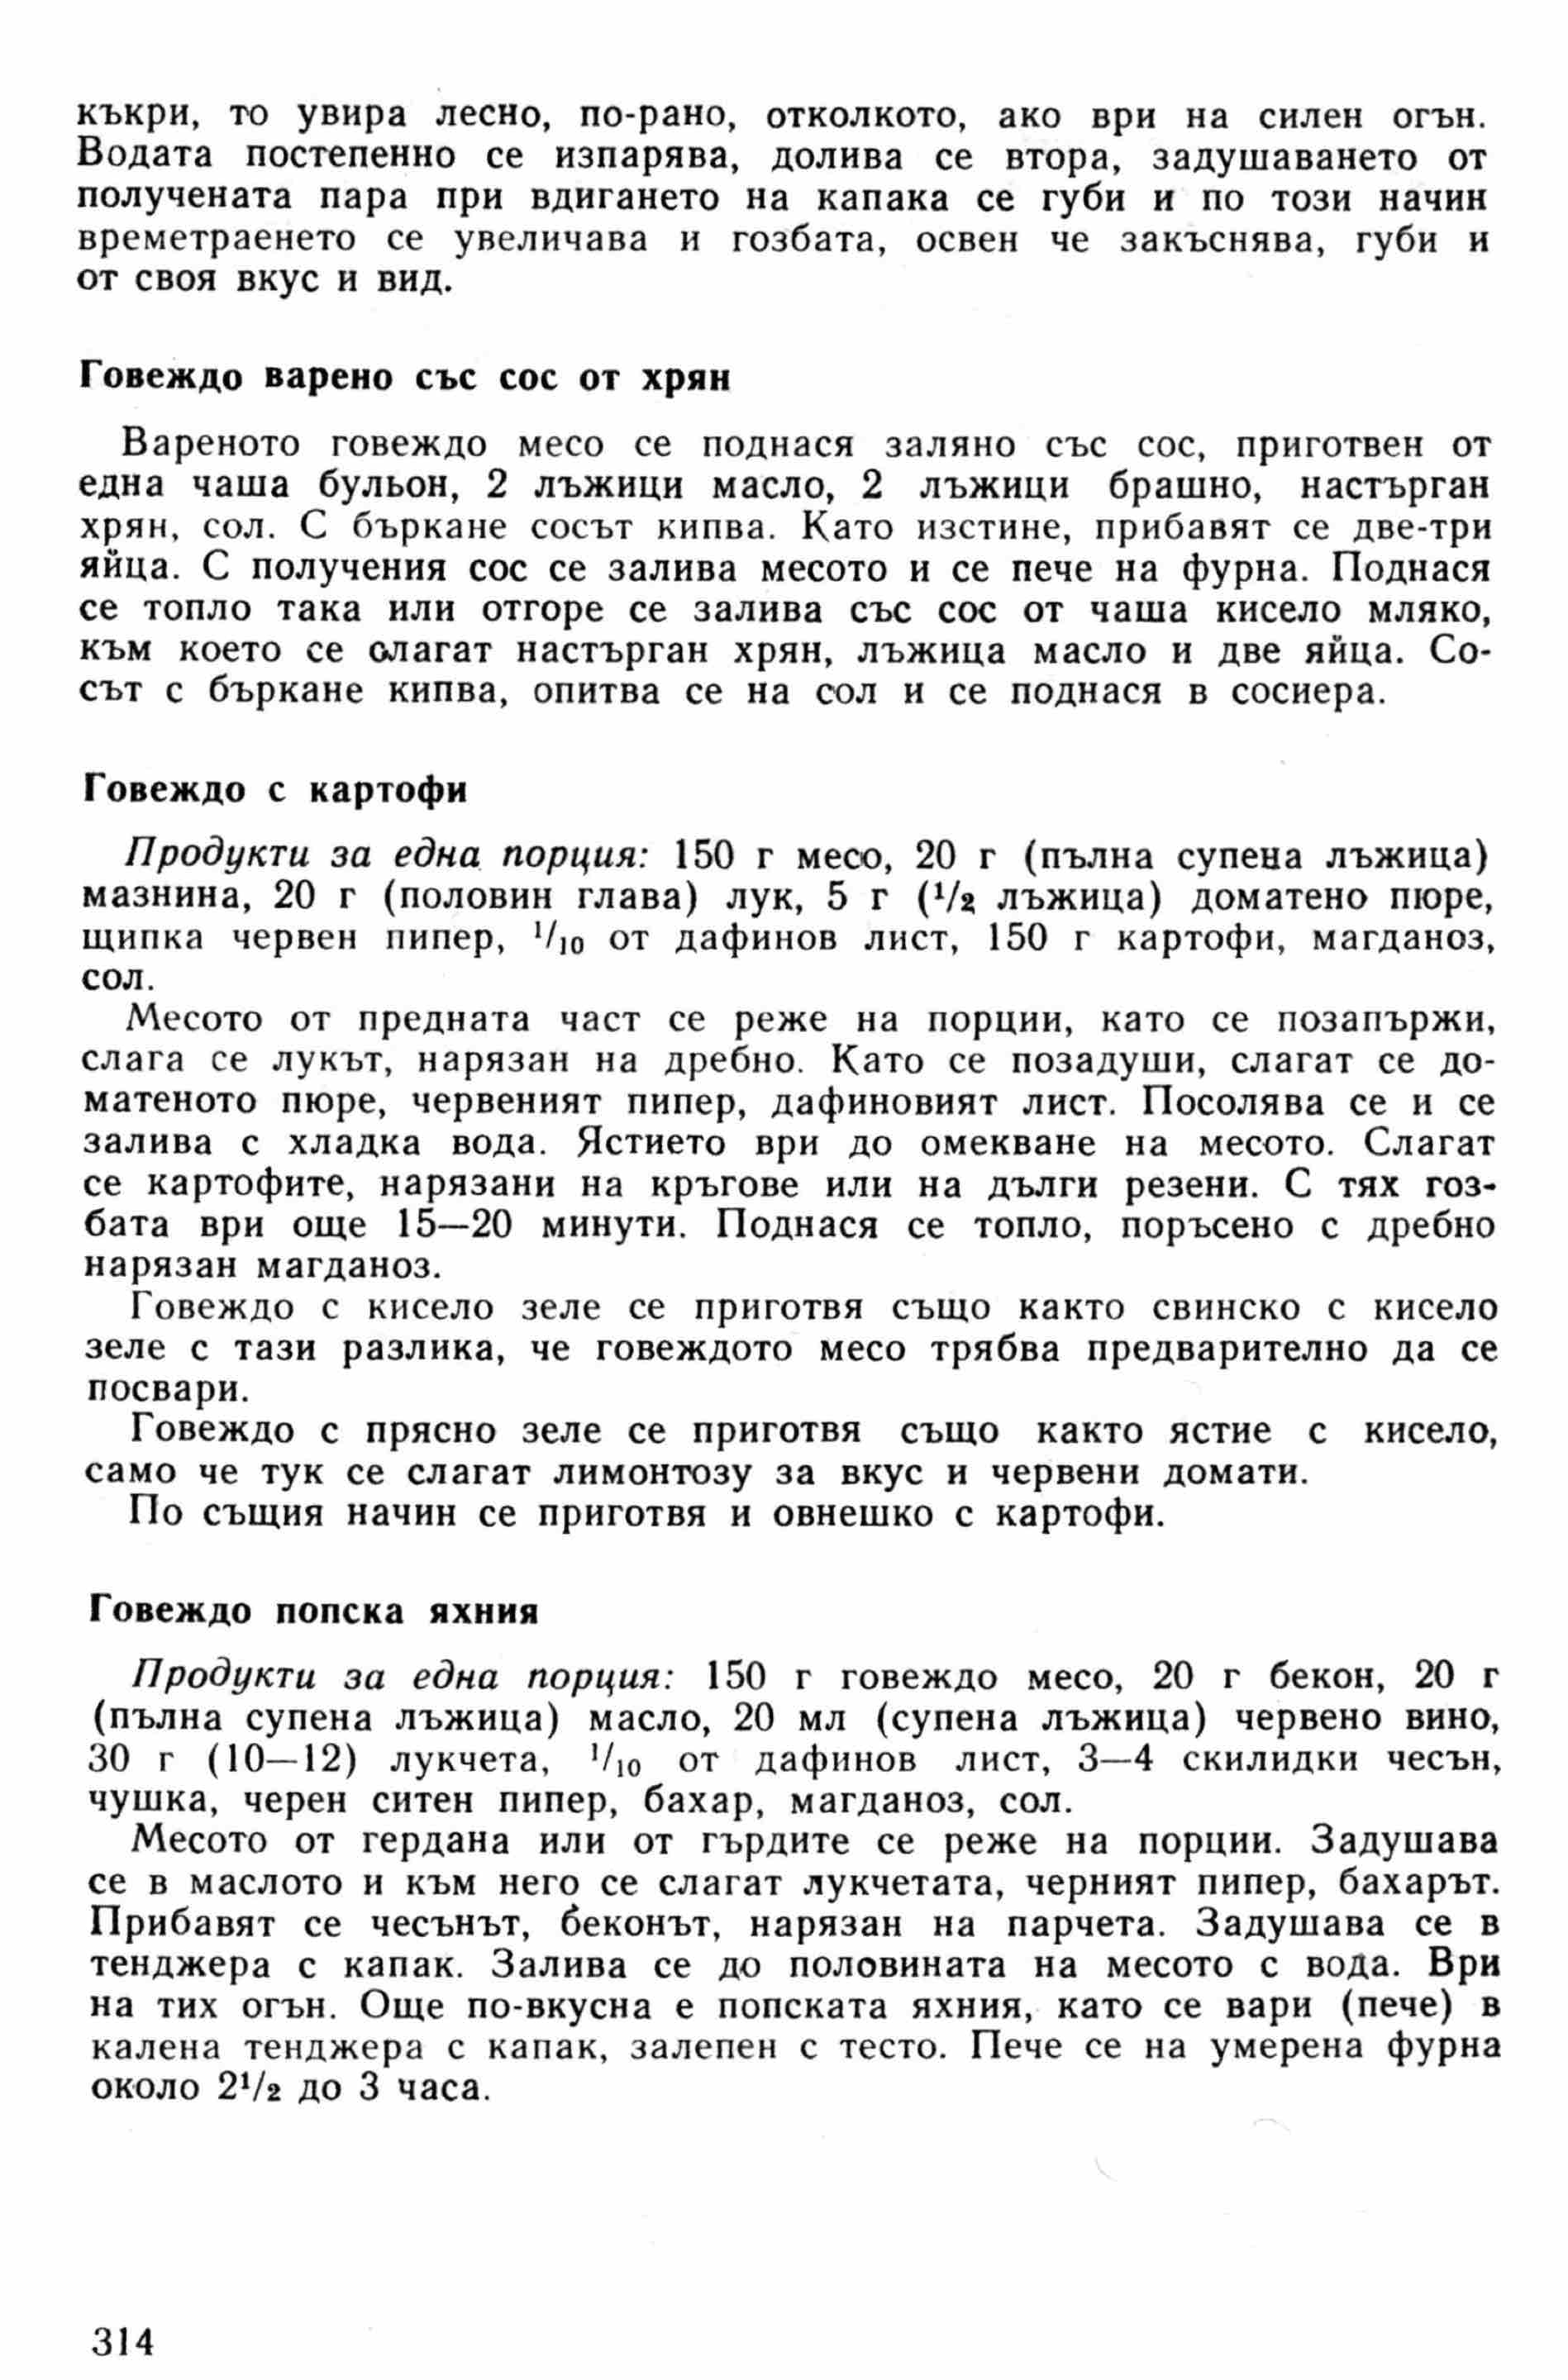 къкри, то увира лесно, по-рано, отколкото, ако ври на силен огън.
Водата постепенно се изпарява, долива се втора, задушаването от
получената пара при вдигането на капака се губи и по този начин
времетраенето се увеличава и гозбата, освен че закъснява, губи и
от своя вкус и вид.
Говеждо варено със сос от хрян
Вареното говеждо месо се поднася заляно със сос, приготвен от
една чаша бульон, 2 лъжици масло, 2 лъжици брашно, настърган
хрян, сол. С бъркане сосът кипва. Като изстине, прибавят се две-три
яйца. С получения сос се залива месото и се пече на фурна. Поднася
се топло така или отгоре се залива със сос от чаша кисело мляко,
към което се слагат настърган хрян, лъжица масло и две яйца. Со-
сът с бъркане кипва, опитва се на сол и се поднася в сосиера.
Говеждо с картофи
Продукти за една порция: 150 г месо, 20 г (пълна супена лъжица)
мазнина, 20 г (половин глава) лук, 5 г (1/2 лъжица) доматено пюре,
щипка червен пипер, 1/10 от дафинов лист, 150 г картофи, магданоз,
сол.
Месото от предната част се реже на порции, като се позапържи,
слага се лукът, нарязан на дребно. Като се позадуши, слагат се до-
матеното пюре, червеният пипер, дафиновият лист. Посолява се и се
залива с хладка вода. Ястието ври до омекване на месото. Слагат
се картофите, нарязани на кръгове или на дълги резени. С тях гоз-
бата ври още 15—20 минути. Поднася се топло, поръсено с дребно
нарязан магданоз.
Говеждо с кисело зеле се приготвя също както свинско с кисело
зеле с тази разлика, че говеждото месо трябва предварително да се
посвари.
Говеждо с прясно зеле се приготвя също както ястие с кисело,
само че тук се слагат лимонтозу за вкус и червени домати.
По същия начин се приготвя и овнешко с картофи.
Говеждо попска яхния
Продукти за една порция: 150 г говеждо месо, 20 г бекон, 20 г
(пълна супена лъжица) масло, 20 мл (супена лъжица) червено вино,
30 г (10—12) лукчета, 1/10 от дафинов лист, 3—4 скилидки чесън,
чушка, черен ситен пипер, бахар, магданоз, сол.
Месото от гердана или от гърдите се реже на порции. Задушава
се в маслото и към него се слагат лукчетата, черният пипер, бахарът.
Прибавят се чесънът, беконът, нарязан на парчета. Задушава се в
тенджера с капак. Залива се до половината на месото с вода. Ври
на тих огън. Още по-вкусна е попската яхния, като се вари (пече) в
калена тенджера с капак, залепен с тесто. Пече се на умерена фурна
около 21/2 до 3 часа.
314